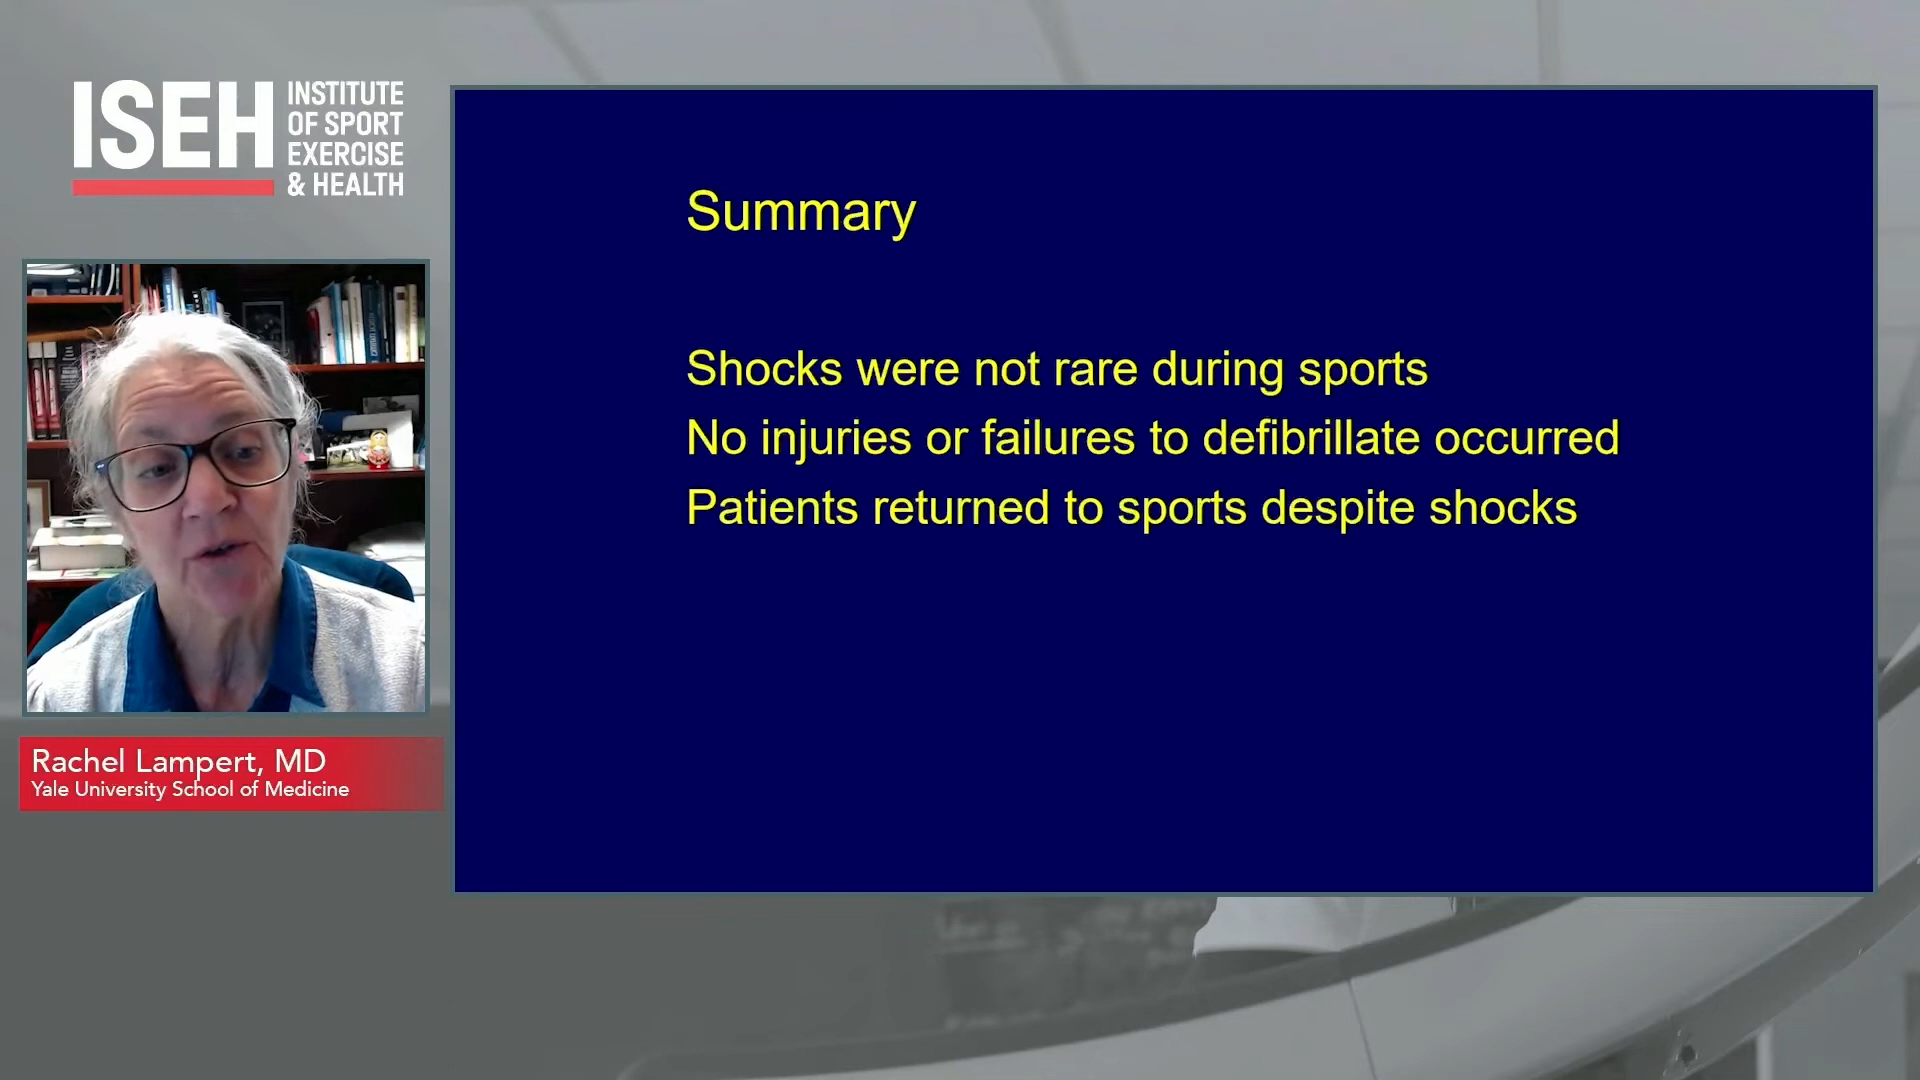 ISEH
INSTITUTE
OF SPORT
EXERCISE
& HEALTH
Summary
Shocks were not rare during sports
No injuries or failures to defibrillate occurred
Patients returned to sports despite shocks
Rachel Lampert, MD
Yale University School of Medicine